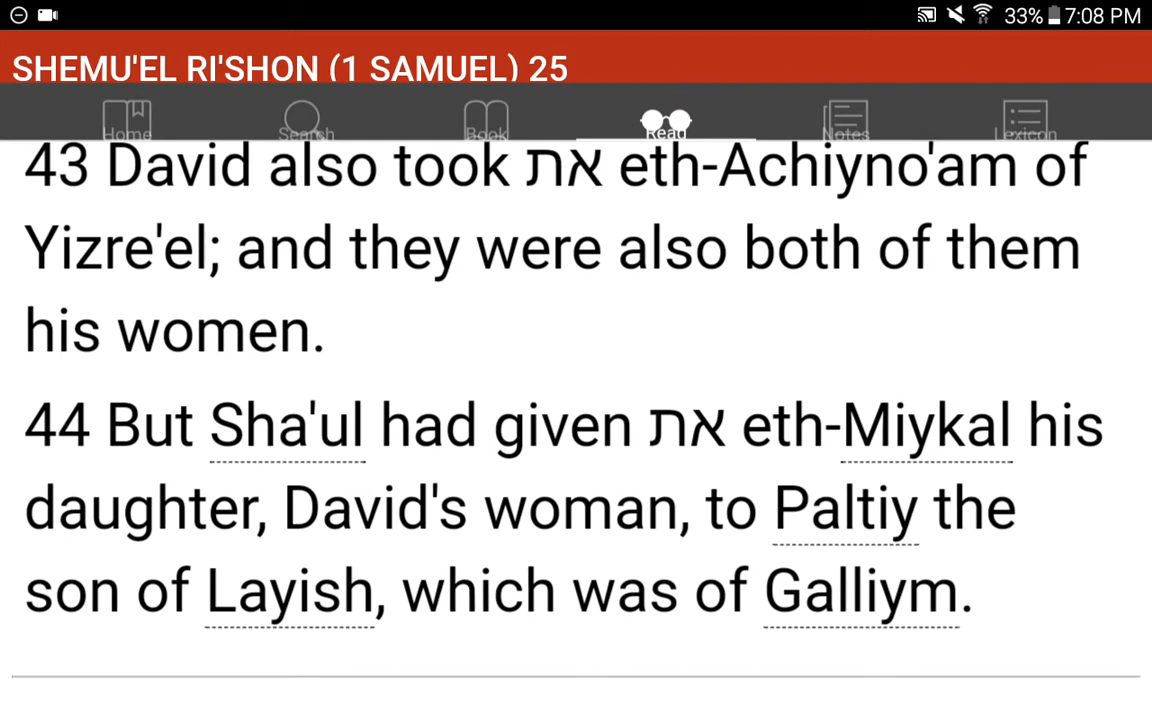 33% 7:08 PM
SHEMU'EL RI'SHON (1 SAMUEL) 25
Home Search Book Read Notes Lexicon
43 David also took את eth-Achiyno'am of
Yizre'el; and they were also both of them
his women.
44 But Sha'ul had given את eth-Miykal his
daughter, David's woman, to Paltiy the
son of Layish, which was of Galliym.